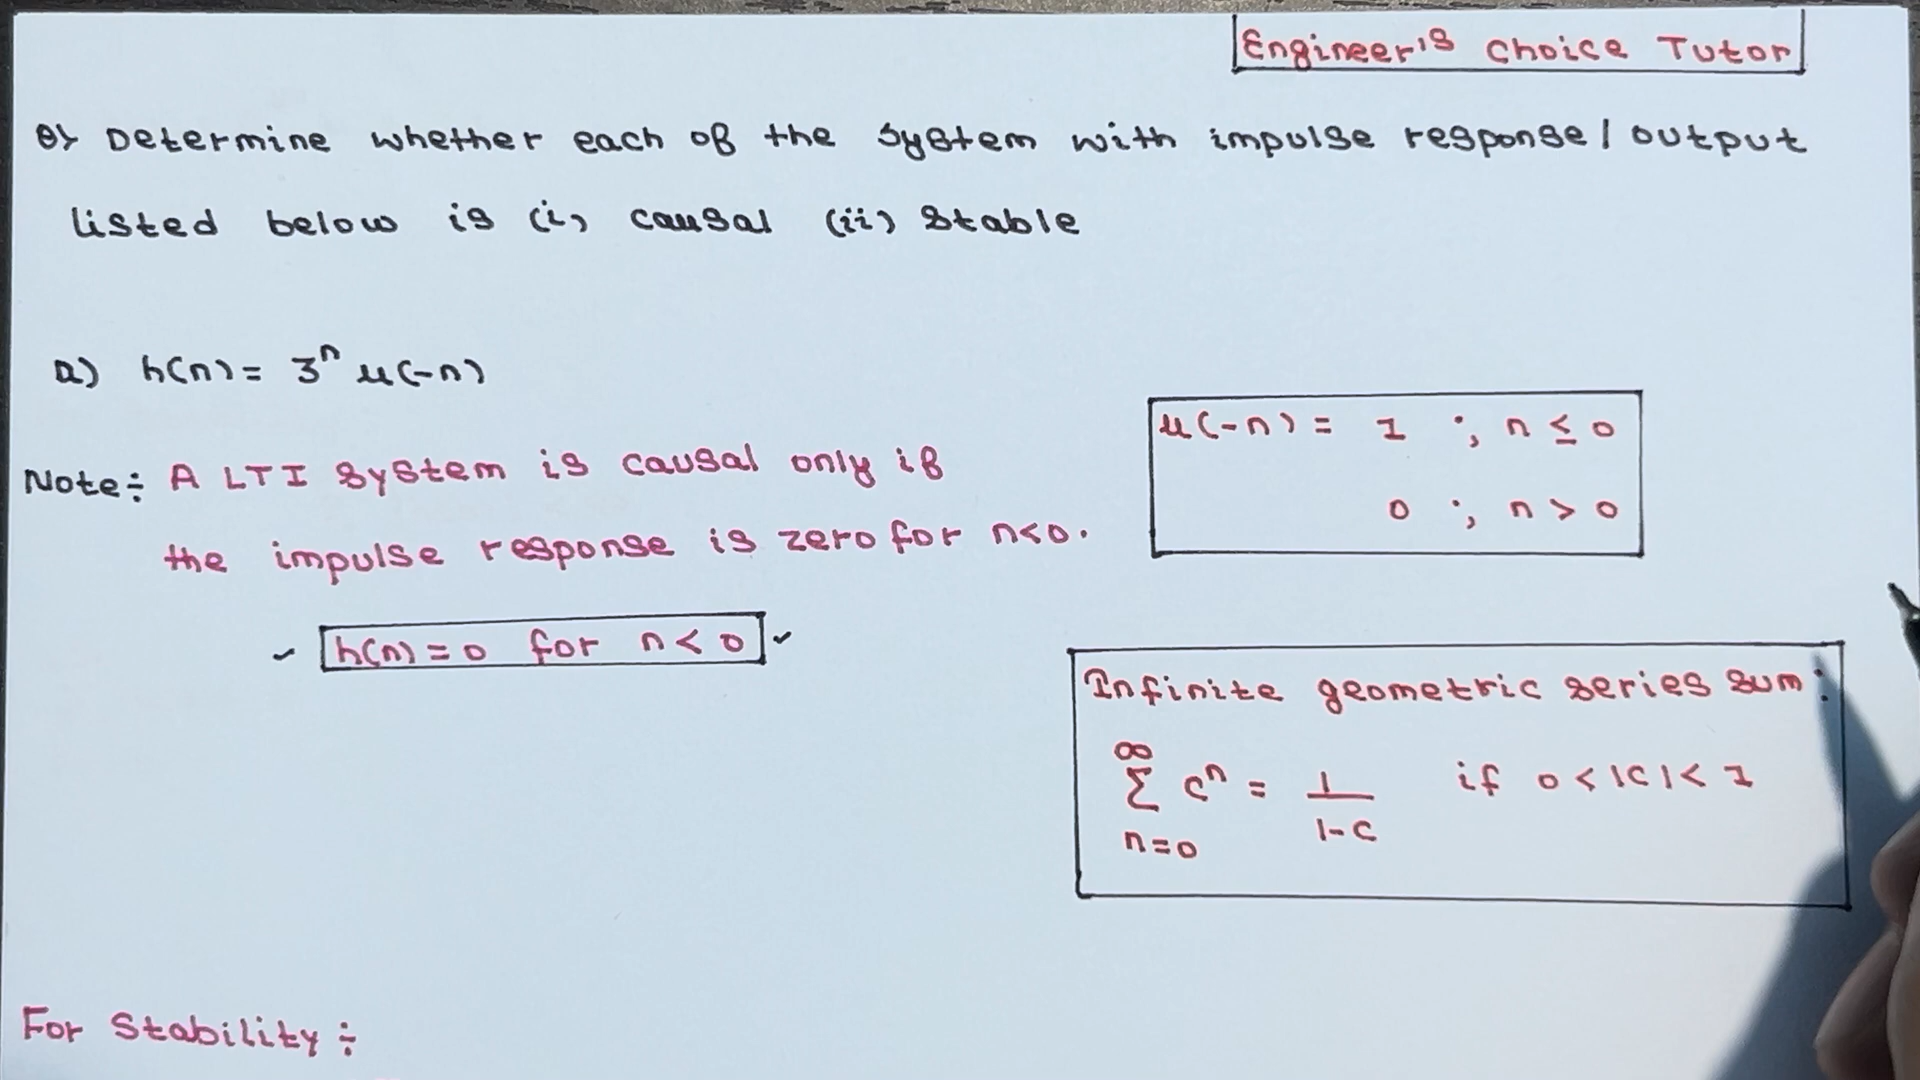 Engineer's Choice Tutor
Q) Determine whether each of the system with impulse response / output
listed below is (i) causal (ii) stable
a) h(n) = 3ⁿ u(-n)
Note: A LTI system is causal only if
the impulse response is zero for n<0.
h(n) = 0 for n < 0
u(-n) = 1 ; n ≤ 0
0 ; n > 0
Infinite geometric series sum:
∞
Σ cⁿ = 1/(1-c) if 0 < |c| < 1
n=0
For Stability: